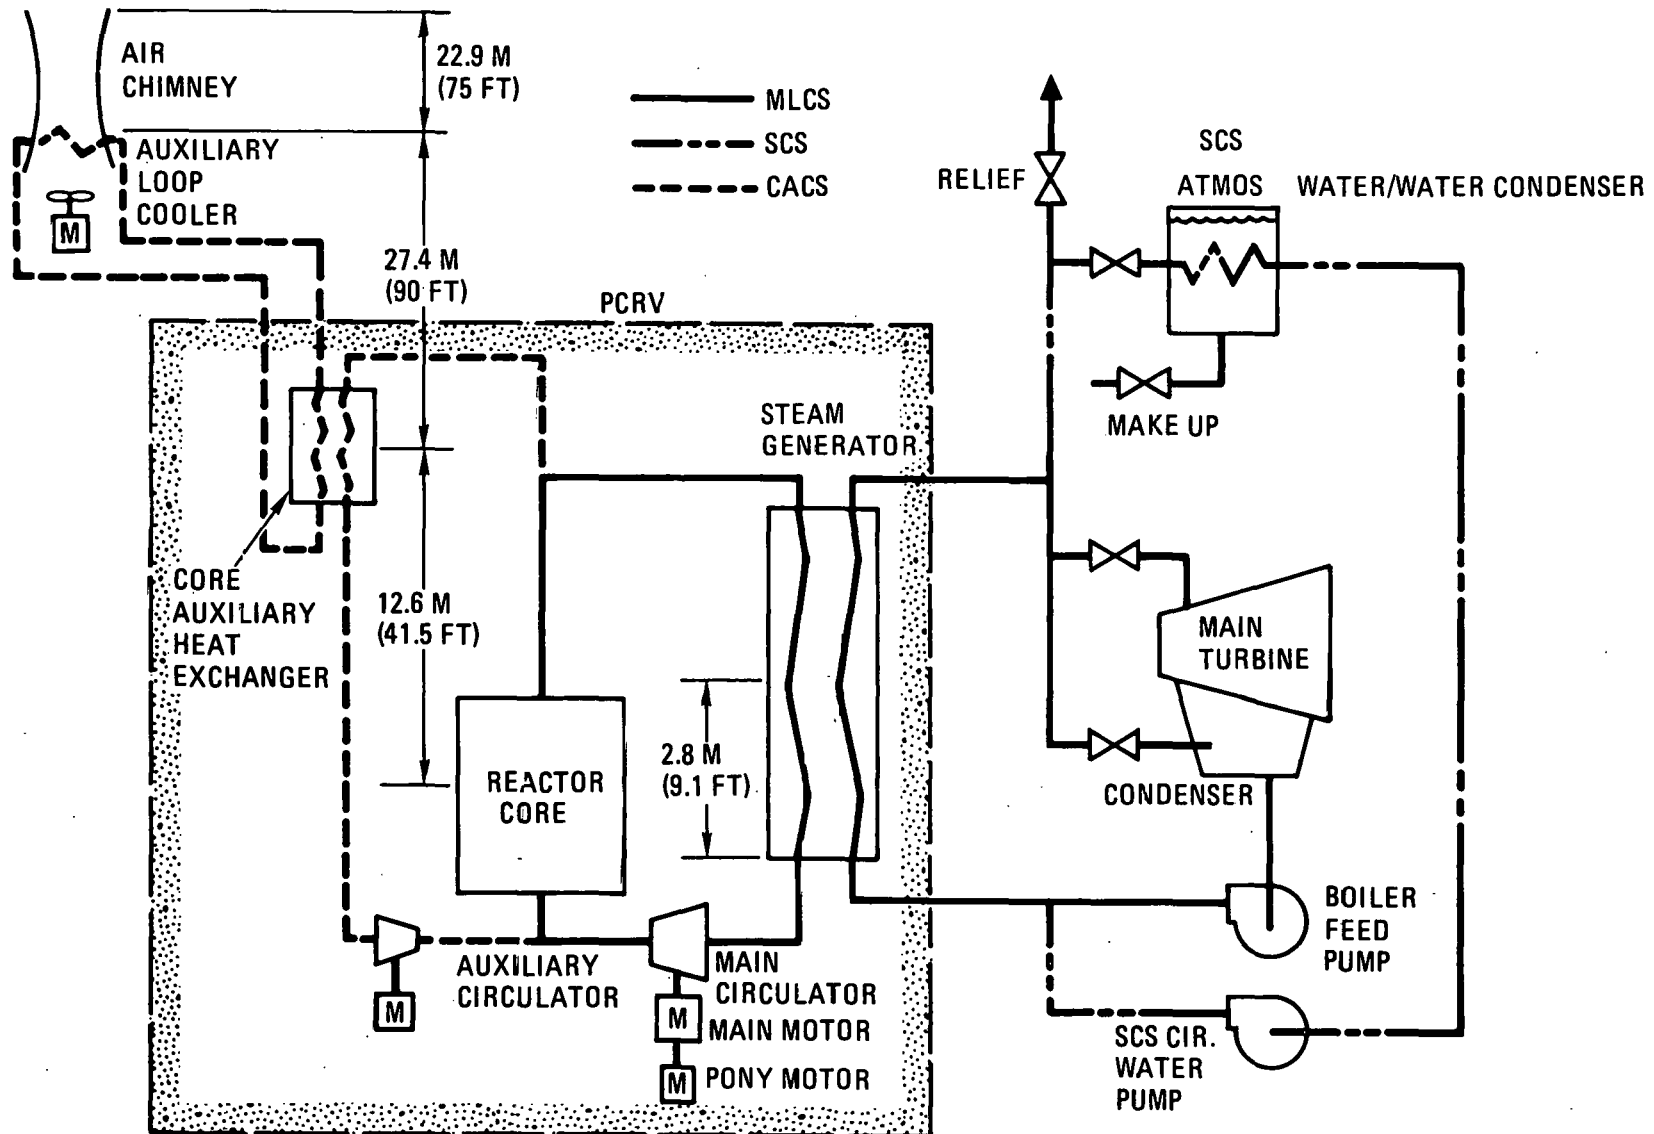 AIR
CHIMNEY
22.9 M
(75 FT)
MLCS
SCS
CACS
AUXILIARY
LOOP
COOLER
M
27.4 M
(90 FT)
RELIEF
SCS
ATMOS
WATER/WATER CONDENSER
PCRV
MAKE UP
STEAM
GENERATOR
CORE
AUXILIARY
HEAT
EXCHANGER
12.6 M
(41.5 FT)
MAIN
TURBINE
2.8 M
(9.1 FT)
REACTOR
CORE
CONDENSER
BOILER
FEED
PUMP
AUXILIARY
CIRCULATOR
M
MAIN
CIRCULATOR
M
MAIN MOTOR
M
PONY MOTOR
SCS CIR.
WATER
PUMP